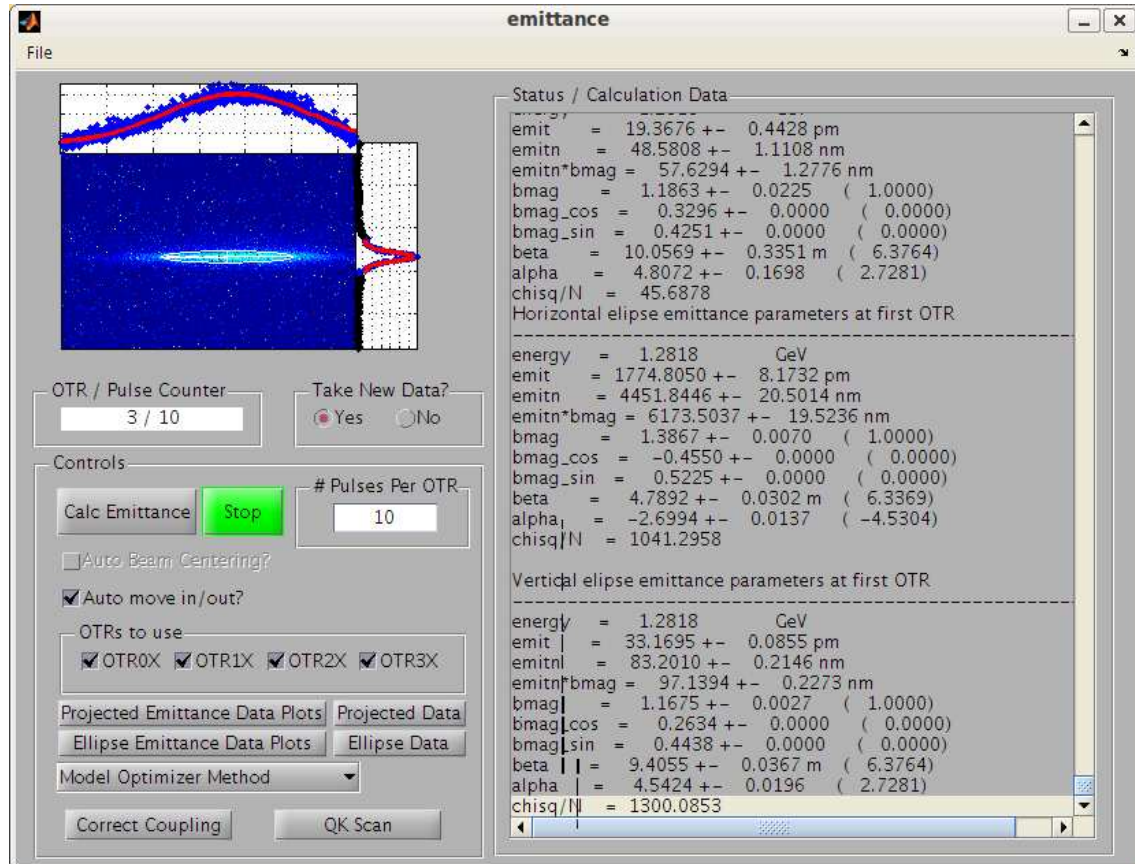 emittance
File
OTR / Pulse Counter
3 / 10
Take New Data?
Yes No
Controls
Calc Emittance
Stop
# Pulses Per OTR
10
Auto Beam Centering?
Auto move in/out?
OTRs to use
OTR0X OTR1X OTR2X OTR3X
Projected Emittance Data Plots Projected Data
Ellipse Emittance Data Plots Ellipse Data
Model Optimizer Method
Correct Coupling QK Scan
Status / Calculation Data
emit = 19.3676 +- 0.4428 pm
emitn = 48.5808 +- 1.1108 nm
emitn*bmag = 57.6294 +- 1.2776 nm
bmag = 1.1863 +- 0.0225 ( 1.0000)
bmag_cos = 0.3296 +- 0.0000 ( 0.0000)
bmag_sin = 0.4251 +- 0.0000 ( 0.0000)
beta = 10.0569 +- 0.3351 m ( 6.3764)
alpha = 4.8072 +- 0.1698 ( 2.7281)
chisq/N = 45.6878
Horizontal elipse emittance parameters at first OTR
energy = 1.2818 GeV
emit = 1774.8050 +- 8.1732 pm
emitn = 4451.8446 +- 20.5014 nm
emitn*bmag = 6173.5037 +- 19.5236 nm
bmag = 1.3867 +- 0.0070 ( 1.0000)
bmag_cos = -0.4550 +- 0.0000 ( 0.0000)
bmag_sin = 0.5225 +- 0.0000 ( 0.0000)
beta = 4.7892 +- 0.0302 m ( 6.3369)
alpha = -2.6994 +- 0.0137 ( -4.5304)
chisq/N = 1041.2958
Vertical elipse emittance parameters at first OTR
energy = 1.2818 GeV
emit = 33.1695 +- 0.0855 pm
emitn = 83.2010 +- 0.2146 nm
emitn*bmag = 97.1394 +- 0.2273 nm
bmag = 1.1675 +- 0.0027 ( 1.0000)
bmag_cos = 0.2634 +- 0.0000 ( 0.0000)
bmag_sin = 0.4438 +- 0.0000 ( 0.0000)
beta = 9.4055 +- 0.0367 m ( 6.3764)
alpha = 4.5424 +- 0.0196 ( 2.7281)
chisq/N = 1300.0853